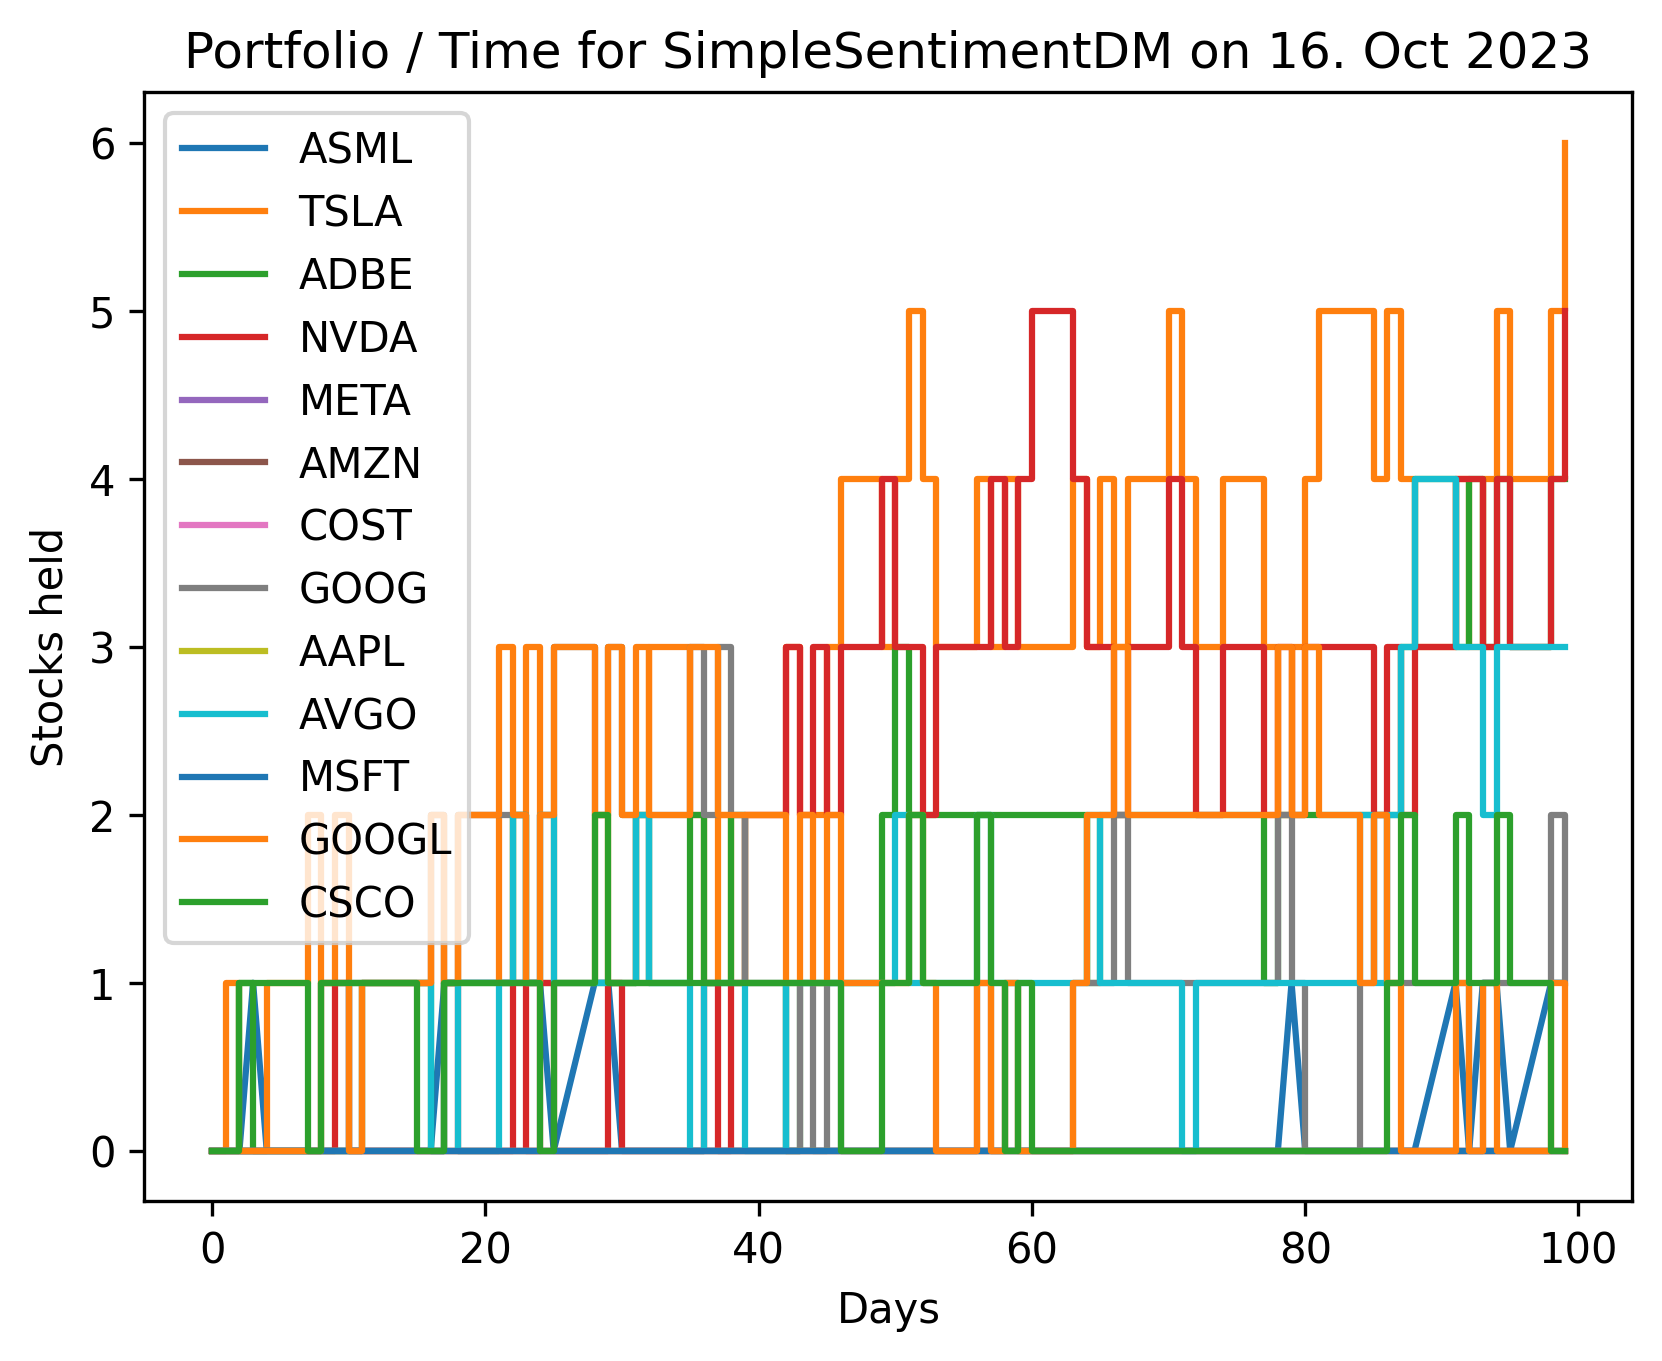 Portfolio / Time for SimpleSentimentDM on 16. Oct 2023
6
5
4
3
2
1
0
Stocks held
ASML
TSLA
ADBE
NVDA
META
AMZN
COST
GOOG
AAPL
AVGO
MSFT
GOOGL
CSCO
0 20 40 60 80 100
Days